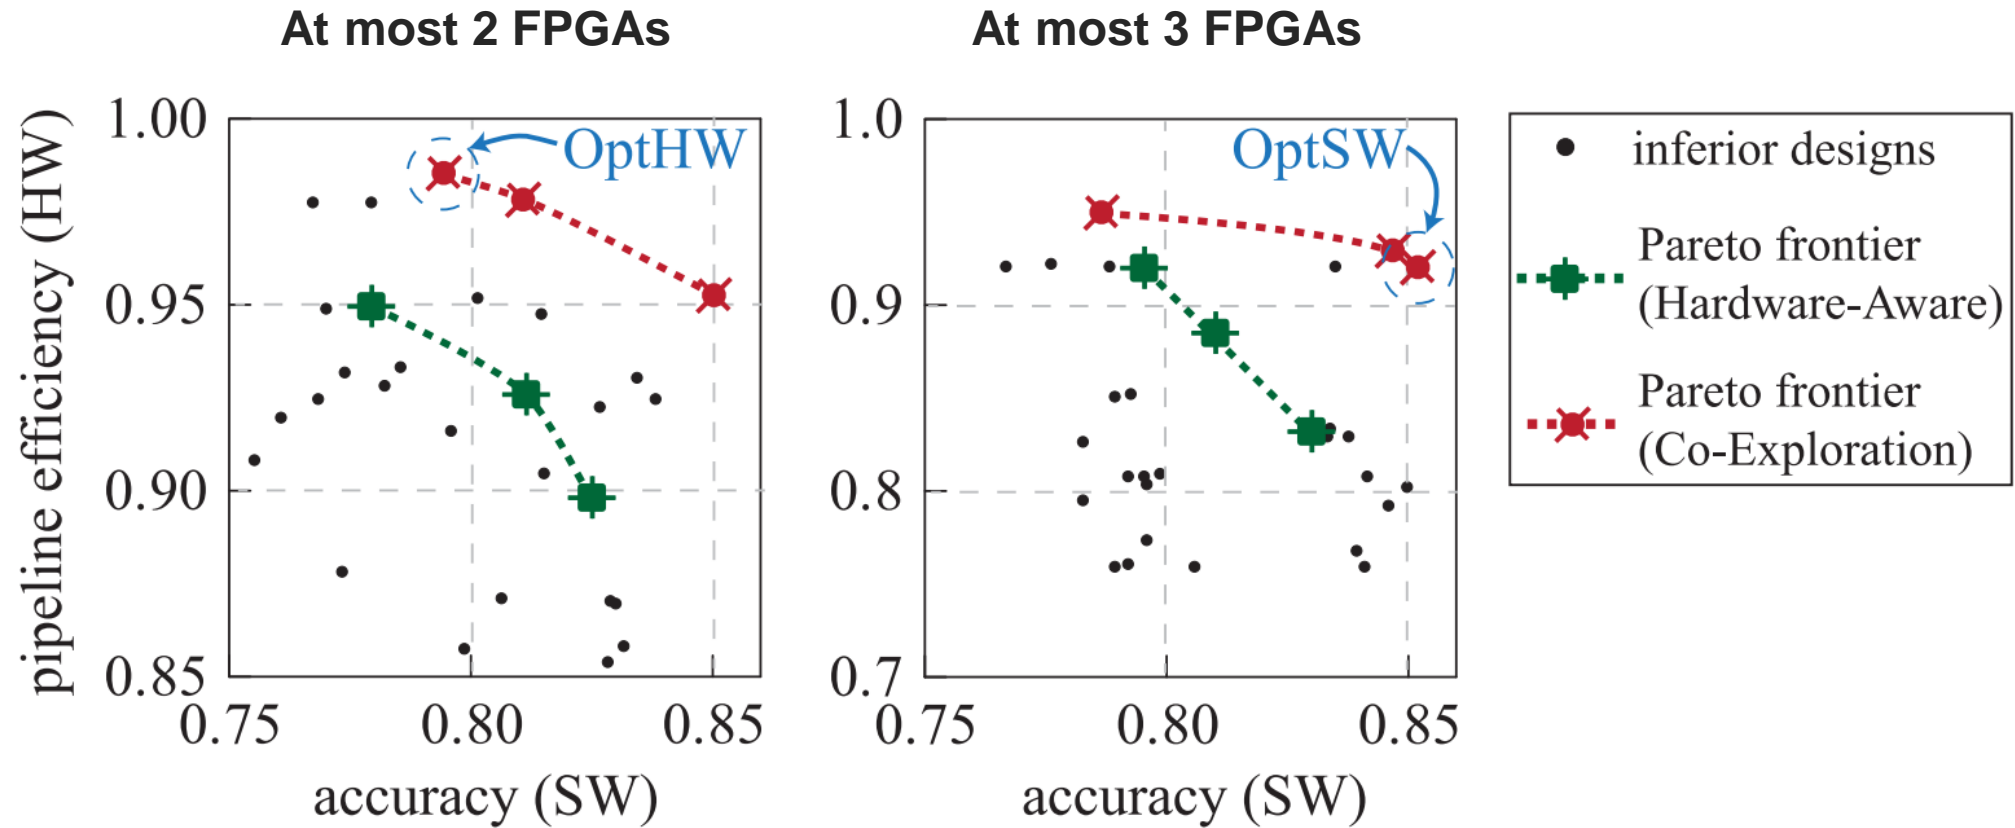 At most 2 FPGAs
At most 3 FPGAs
pipeline efficiency (HW)
1.00
0.95
0.90
0.85
0.75
0.80
0.85
accuracy (SW)
OptHW
1.0
0.9
0.8
0.7
0.75
0.80
0.85
accuracy (SW)
OptSW
inferior designs
Pareto frontier
(Hardware-Aware)
Pareto frontier
(Co-Exploration)